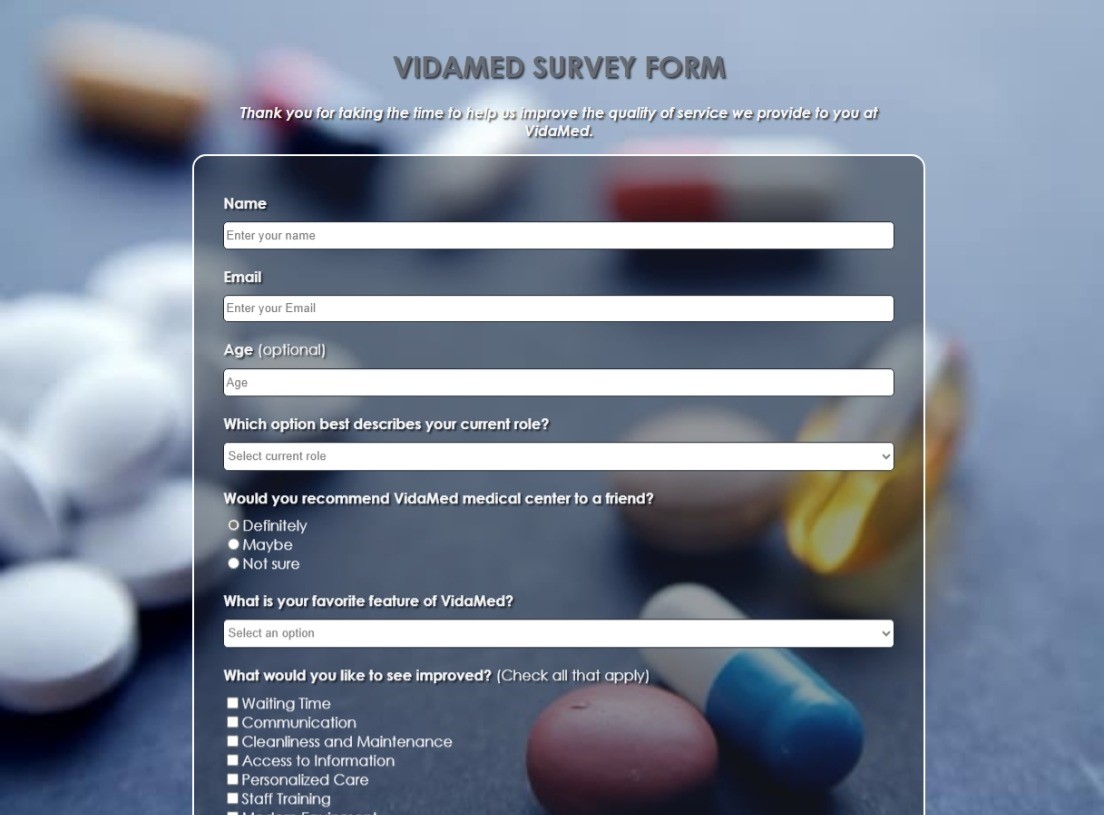 VIDAMED SURVEY FORM
Thank you for taking the time to help us improve the quality of service we provide to you at
VidaMed.
Name
Enter your name
Email
Enter your Email
Age (optional)
Age
Which option best describes your current role?
Select current role
Would you recommend VidaMed medical center to a friend?
Definitely
Maybe
Not sure
What is your favorite feature of VidaMed?
Select an option
What would you like to see improved? (Check all that apply)
Waiting Time
Communication
Cleanliness and Maintenance
Access to Information
Personalized Care
Staff Training